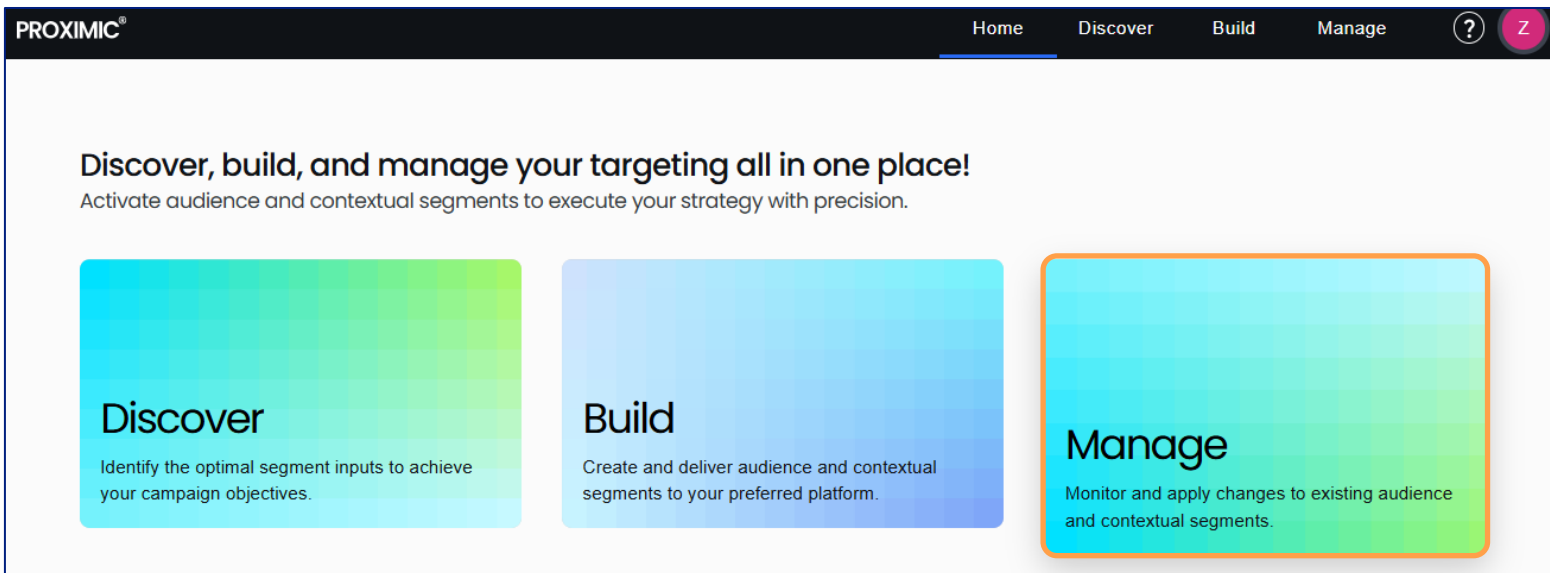 PROXIMIC®
Home Discover Build Manage ? Z
Discover, build, and manage your targeting all in one place!
Activate audience and contextual segments to execute your strategy with precision.
Discover
Identify the optimal segment inputs to achieve
your campaign objectives.
Build
Create and deliver audience and contextual
segments to your preferred platform.
Manage
Monitor and apply changes to existing audience
and contextual segments.